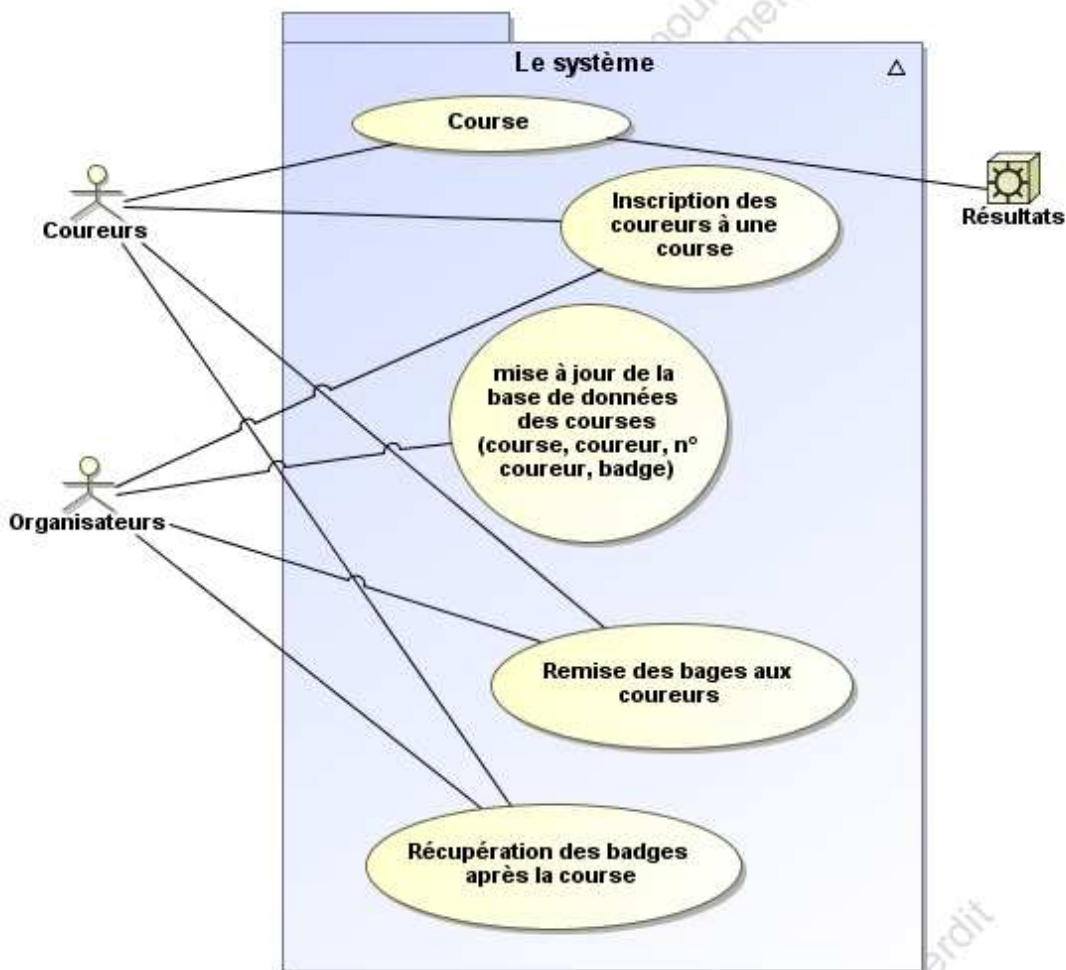 Le système
Course
Coureurs
Inscription des
coureurs à une
course
Résultats
mise à jour de la
base de données
des courses
(course, coureur, n°
coureur, badge)
Organisateurs
Remise des bages aux
coureurs
Récupération des badges
après la course